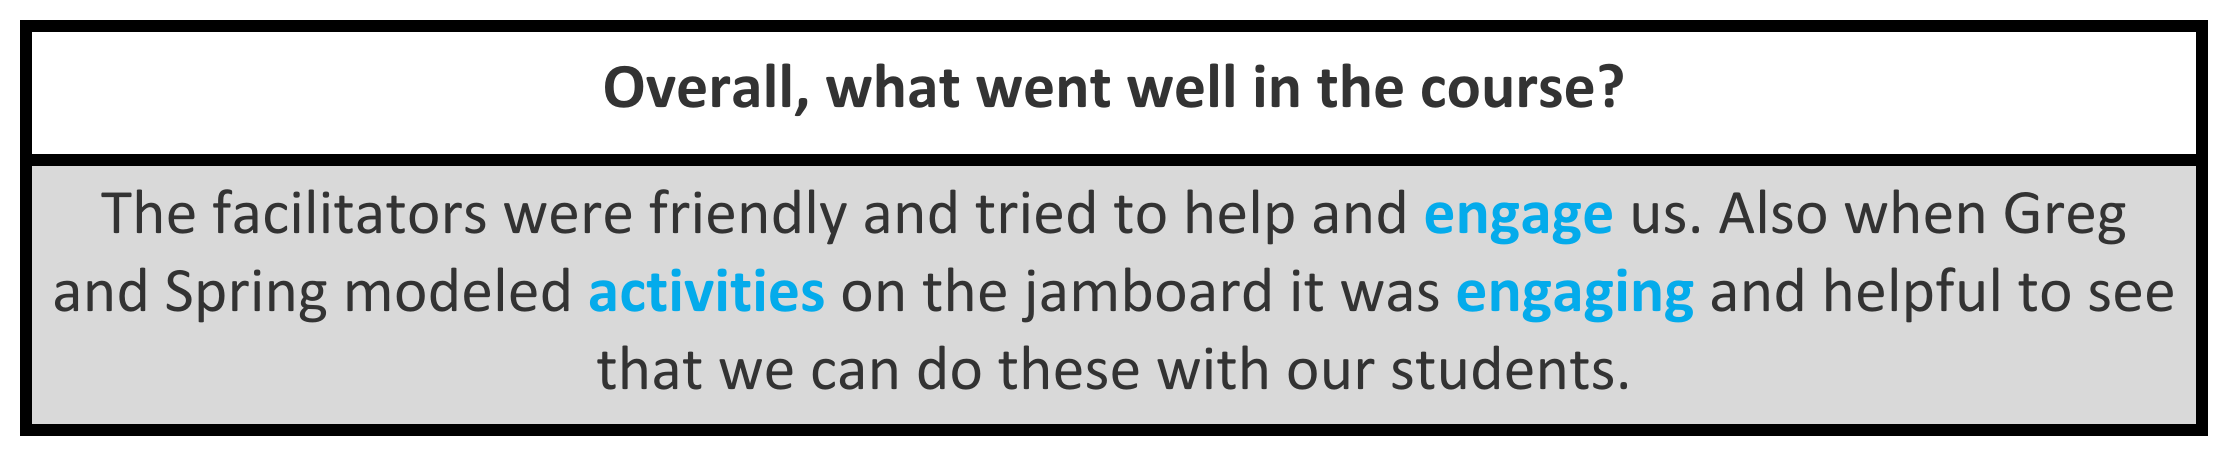 Overall, what went well in the course?
The facilitators were friendly and tried to help and engage us. Also when Greg
and Spring modeled activities on the jamboard it was engaging and helpful to see
that we can do these with our students.